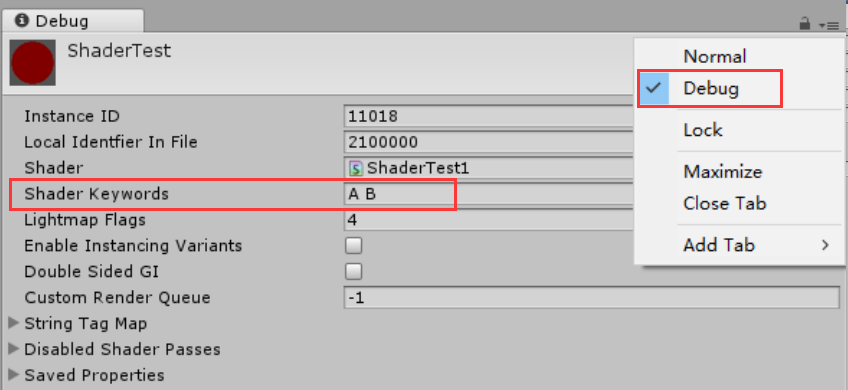 Debug
ShaderTest
Normal
Debug
Lock
Maximize
Close Tab
Add Tab
Instance ID 11018
Local Identfier In File 2100000
Shader ShaderTest1
Shader Keywords A B
Lightmap Flags 4
Enable Instancing Variants
Double Sided GI
Custom Render Queue -1
String Tag Map
Disabled Shader Passes
Saved Properties